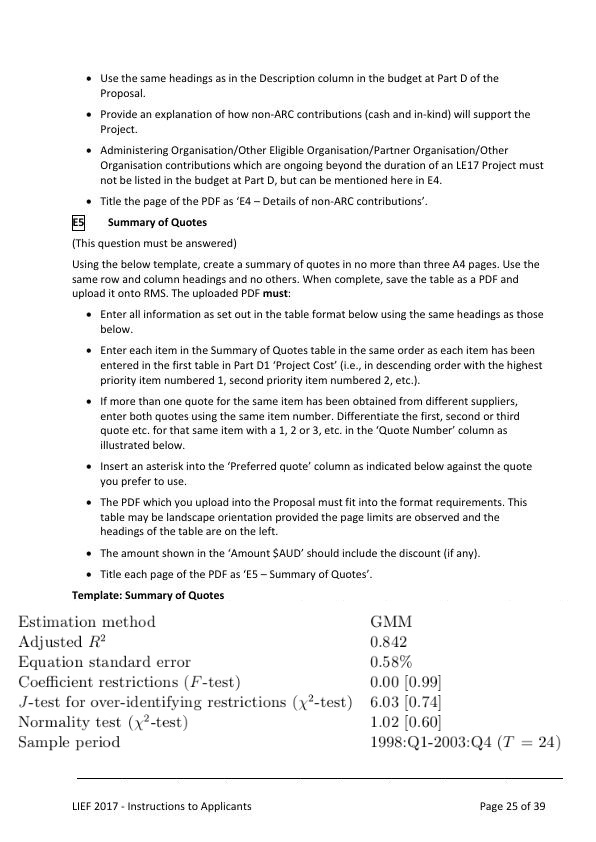 • Use the same headings as in the Description column in the budget at Part D of the
Proposal.
• Provide an explanation of how non-ARC contributions (cash and in-kind) will support the
Project.
• Administering Organisation/Other Eligible Organisation/Partner Organisation/Other
Organisation contributions which are ongoing beyond the duration of an LE17 Project must
not be listed in the budget at Part D, but can be mentioned here in E4.
• Title the page of the PDF as ‘E4 – Details of non-ARC contributions’.
E5 Summary of Quotes
(This question must be answered)
Using the below template, create a summary of quotes in no more than three A4 pages. Use the
same row and column headings and no others. When complete, save the table as a PDF and
upload it onto RMS. The uploaded PDF must:
• Enter all information as set out in the table format below using the same headings as those
below.
• Enter each item in the Summary of Quotes table in the same order as each item has been
entered in the first table in Part D1 ‘Project Cost’ (i.e., in descending order with the highest
priority item numbered 1, second priority item numbered 2, etc.).
• If more than one quote for the same item has been obtained from different suppliers,
enter both quotes using the same item number. Differentiate the first, second or third
quote etc. for that same item with a 1, 2 or 3, etc. in the ‘Quote Number’ column as
illustrated below.
• Insert an asterisk into the ‘Preferred quote’ column as indicated below against the quote
you prefer to use.
• The PDF which you upload into the Proposal must fit into the format requirements. This
table may be landscape orientation provided the page limits are observed and the
headings of the table are on the left.
• The amount shown in the ‘Amount $AUD’ should include the discount (if any).
• Title each page of the PDF as ‘E5 – Summary of Quotes’.
Template: Summary of Quotes
Estimation method GMM
Adjusted R² 0.842
Equation standard error 0.58%
Coefficient restrictions (F-test) 0.00 [0.99]
J-test for over-identifying restrictions (χ²-test) 6.03 [0.74]
Normality test (χ²-test) 1.02 [0.60]
Sample period 1998:Q1-2003:Q4 (T = 24)
LIEF 2017 - Instructions to Applicants Page 25 of 39